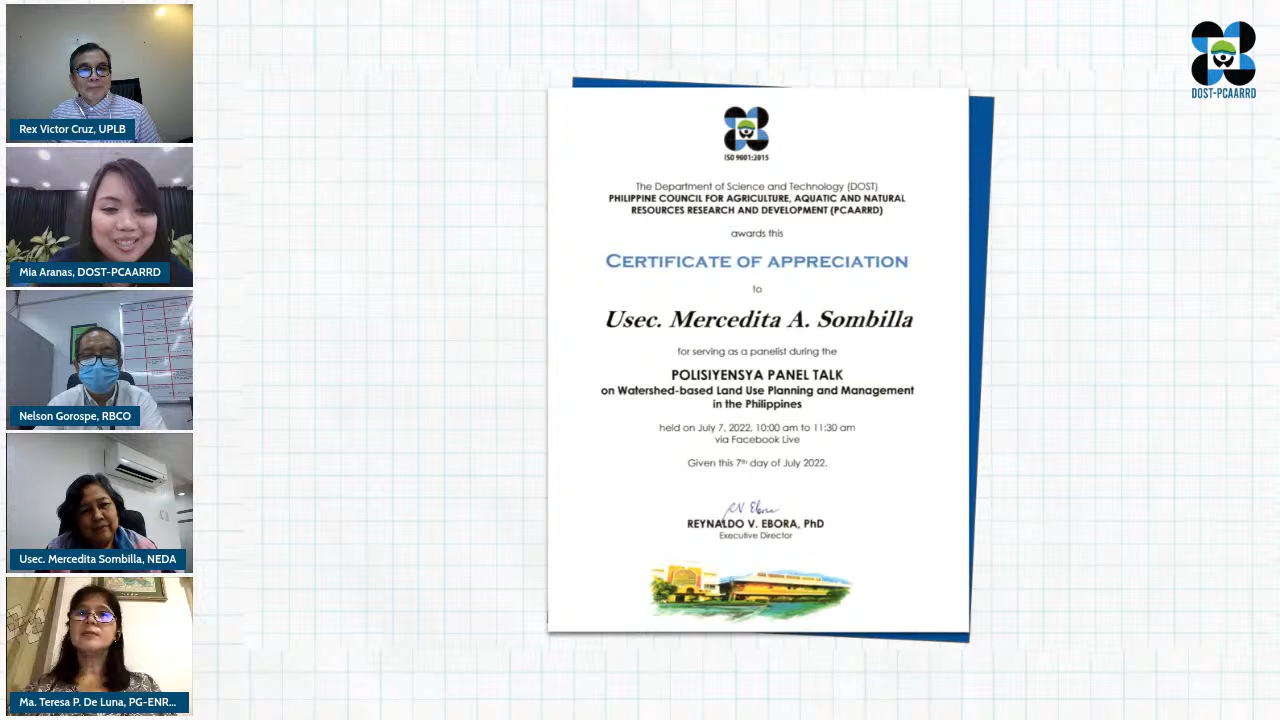 Rex Victor Cruz, UPLB
Mia Aranas, DOST-PCAARRD
Nelson Gorospe, RBCO
Usec. Mercedita Sombilla, NEDA
Ma. Teresa P. De Luna, PG-ENR...
DOST-PCAARRD
ISO 9001:2015
The Department of Science and Technology (DOST)
PHILIPPINE COUNCIL FOR AGRICULTURE, AQUATIC AND NATURAL
RESOURCES RESEARCH AND DEVELOPMENT (PCAARRD)
awards this
CERTIFICATE OF APPRECIATION
to
Usec. Mercedita A. Sombilla
for serving as a panelist during the
POLISIYENSYA PANEL TALK
on Watershed-based Land Use Planning and Management
in the Philippines
held on July 7, 2022, 10:00 am to 11:30 am
via Facebook Live
Given this 7th day of July 2022.
RV Ebora
REYNALDO V. EBORA, PhD
Executive Director